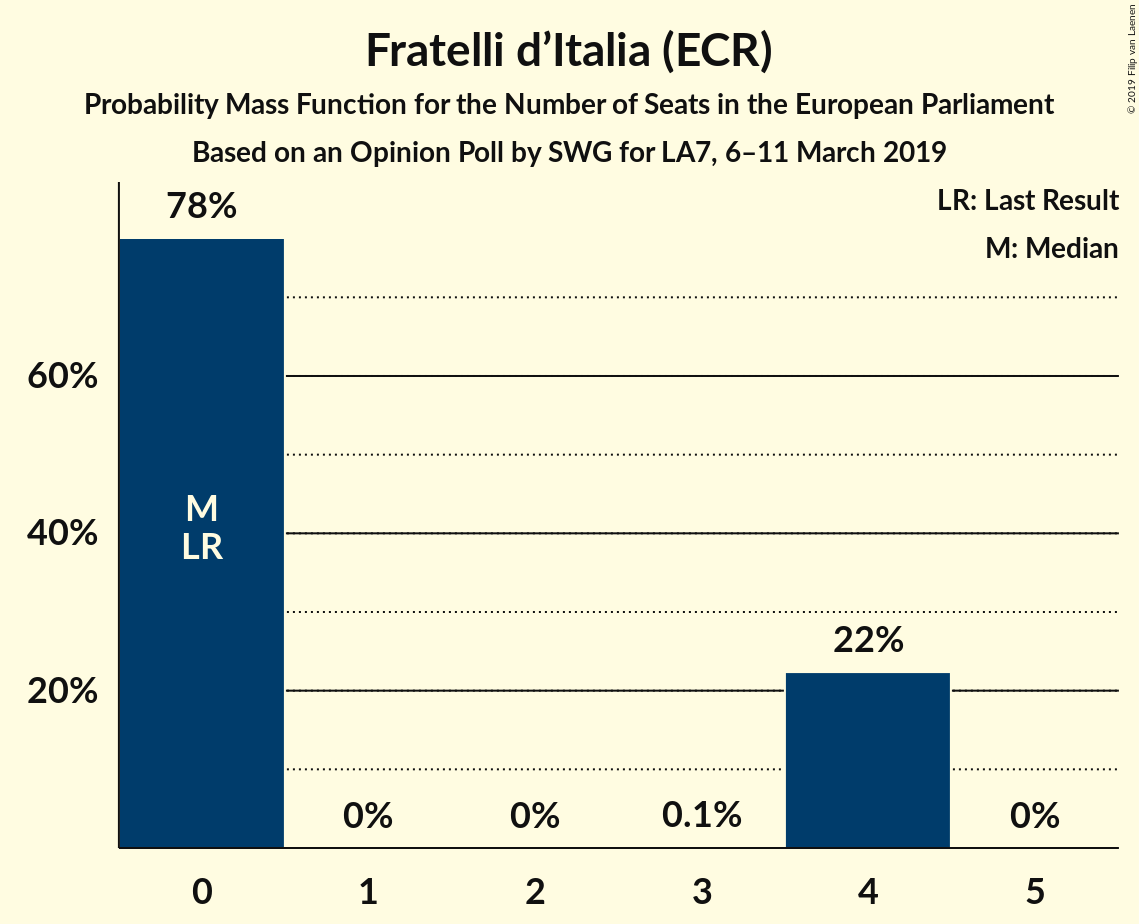 Fratelli d’Italia (ECR)
Probability Mass Function for the Number of Seats in the European Parliament
Based on an Opinion Poll by SWG for LA7, 6–11 March 2019
© 2019 Filip van Laenen
LR: Last Result
M: Median
78%
60%
40%
20%
M
LR
0%
0%
0.1%
22%
0%
0
1
2
3
4
5